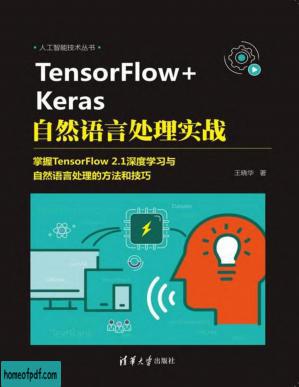 人工智能技术丛书
TensorFlow+
Keras
自然语言处理实战
掌握TensorFlow 2.1深度学习与
自然语言处理的方法和技巧
王晓华 著
TextRank
清华大学出版社
homeofpdf.com